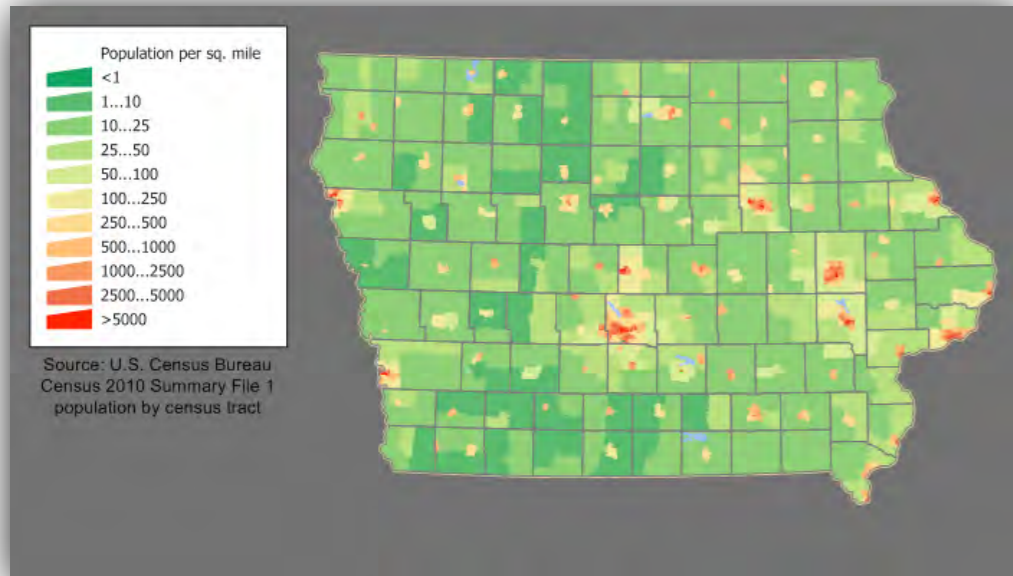 Population per sq. mile
<1
1...10
10...25
25...50
50...100
100...250
250...500
500...1000
1000...2500
2500...5000
>5000
Source: U.S. Census Bureau
Census 2010 Summary File 1
population by census tract